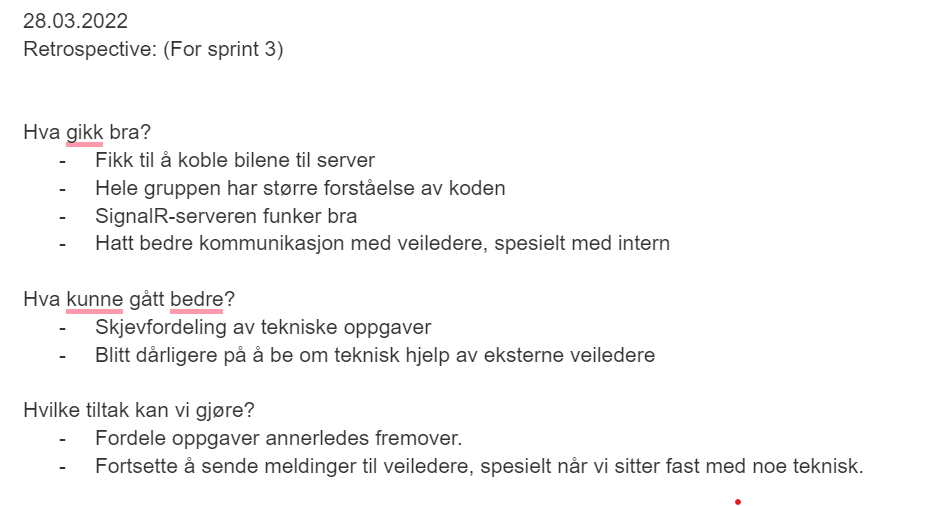 28.03.2022
Retrospective: (For sprint 3)
Hva gikk bra?
- Fikk til å koble bilene til server
- Hele gruppen har større forståelse av koden
- SignalR-serveren funker bra
- Hatt bedre kommunikasjon med veiledere, spesielt med intern
Hva kunne gått bedre?
- Skjevfordeling av tekniske oppgaver
- Blitt dårligere på å be om teknisk hjelp av eksterne veiledere
Hvilke tiltak kan vi gjøre?
- Fordele oppgaver annerledes fremover.
- Fortsette å sende meldinger til veiledere, spesielt når vi sitter fast med noe teknisk.